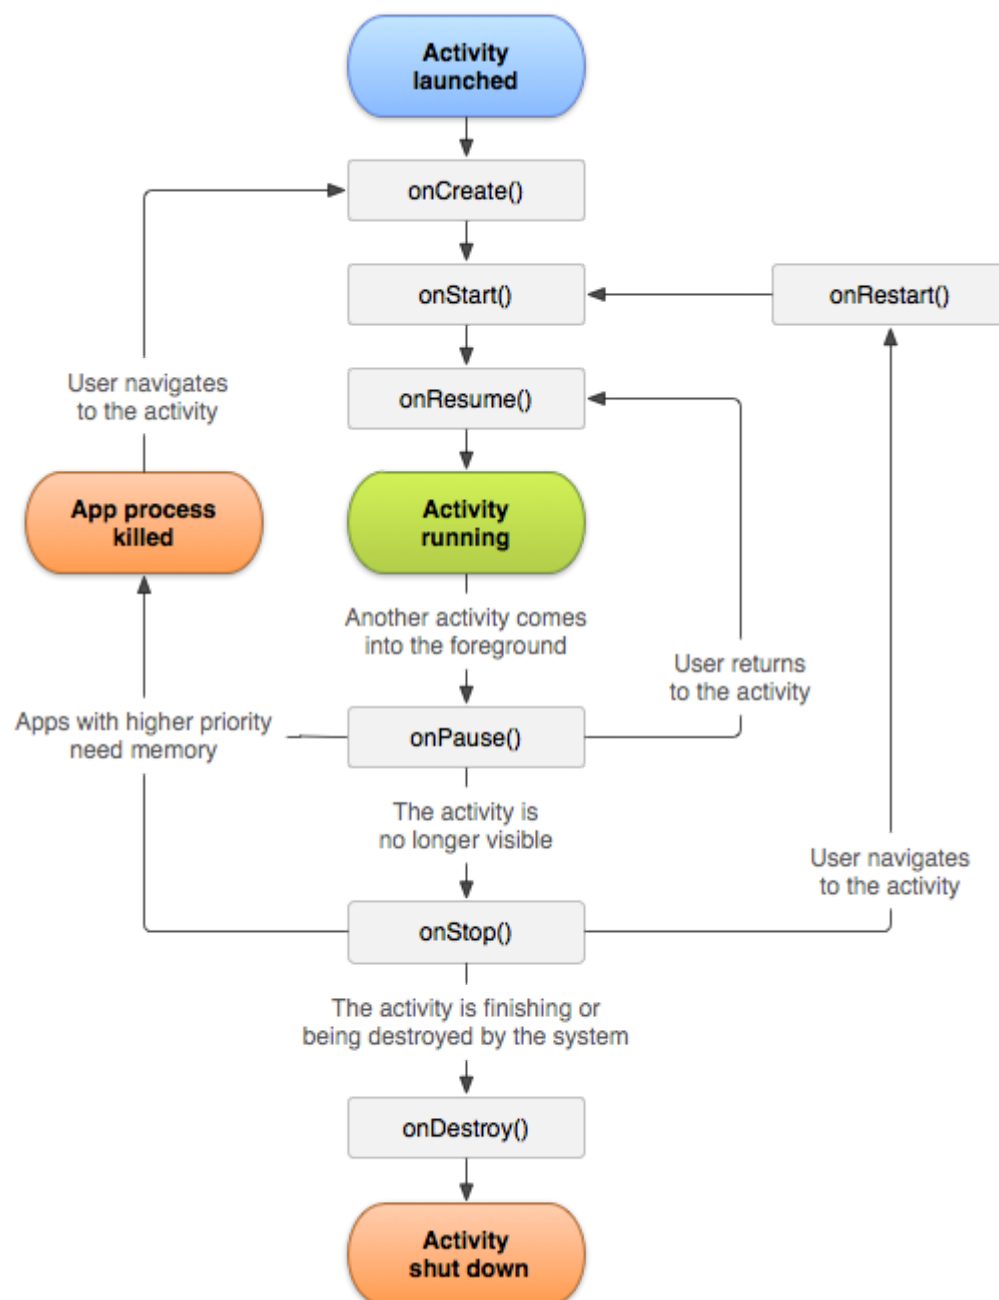 Activity
launched
onCreate()
onStart()
onRestart()
User navigates
to the activity
onResume()
App process
killed
Activity
running
Another activity comes
into the foreground
User returns
to the activity
Apps with higher priority
need memory
onPause()
The activity is
no longer visible
User navigates
to the activity
onStop()
The activity is finishing or
being destroyed by the system
onDestroy()
Activity
shut down